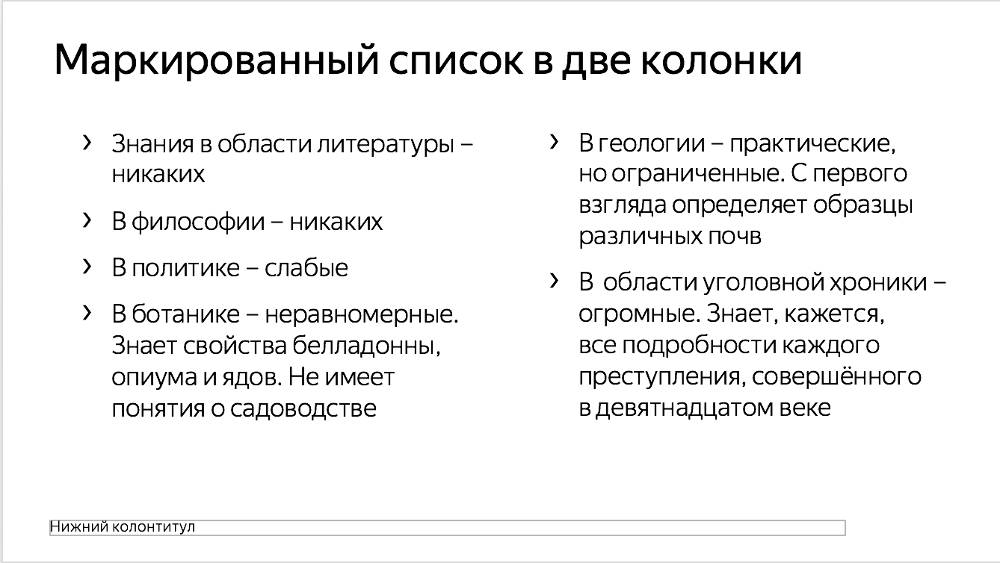 Маркированный список в две колонки
› Знания в области литературы –
никаких
› В философии – никаких
› В политике – слабые
› В ботанике – неравномерные.
Знает свойства белладонны,
опиума и ядов. Не имеет
понятия о садоводстве
› В геологии – практические,
но ограниченные. С первого
взгляда определяет образцы
различных почв
› В  области уголовной хроники –
огромные. Знает, кажется,
все подробности каждого
преступления, совершённого
в девятнадцатом веке
Нижний колонтитул